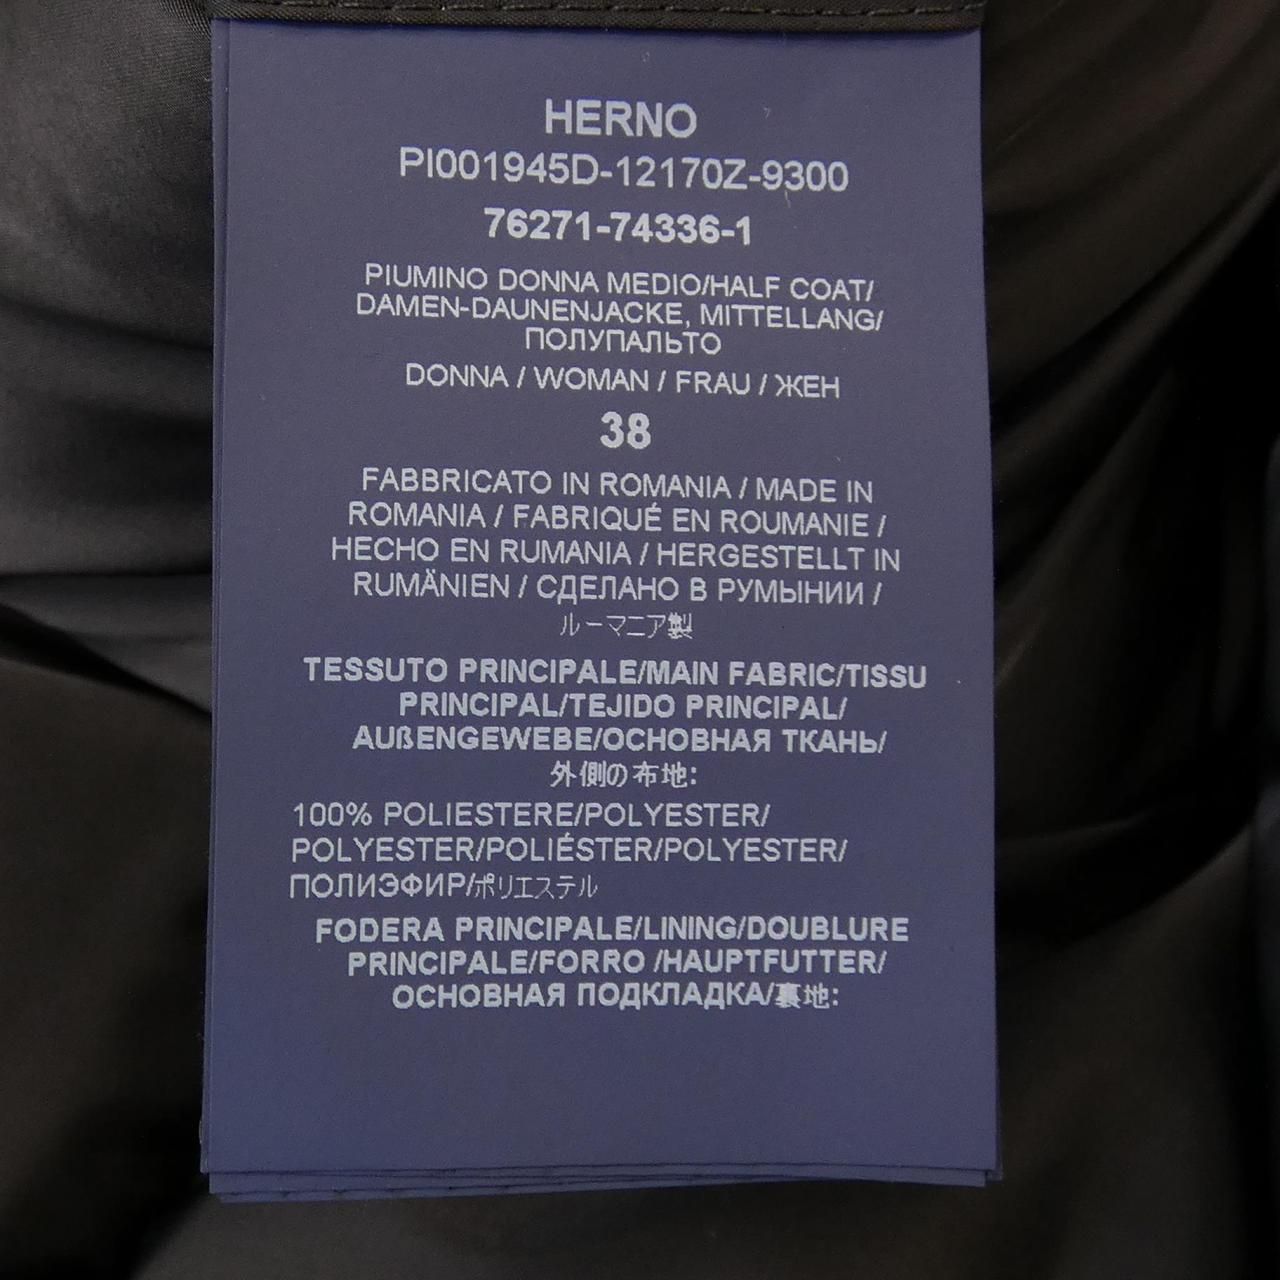 HERNO
PI001945D-12170Z-9300
76271-74336-1
PIUMINO DONNA MEDIO/HALF COAT/
DAMEN-DAUNENJACKE, MITTELLANG/
ПОЛУПАЛЬТО
DONNA / WOMAN / FRAU / ЖЕН
38
FABBRICATO IN ROMANIA / MADE IN
ROMANIA / FABRIQUÉ EN ROUMANIE /
HECHO EN RUMANIA / HERGESTELLT IN
RUMÄNIEN / СДЕЛАНО В РУМЫНИИ /
ルーマニア製
TESSUTO PRINCIPALE/MAIN FABRIC/TISSU
PRINCIPAL/TEJIDO PRINCIPAL/
AUßENGEWEBE/ОСНОВНАЯ ТКАНЬ/
外側の布地:
100% POLIESTERE/POLYESTER/
POLYESTER/POLIÉSTER/POLYESTER/
ПОЛИЭФИР/ポリエステル
FODERA PRINCIPALE/LINING/DOUBLURE
PRINCIPALE/FORRO /HAUPTFUTTER/
ОСНОВНАЯ ПОДКЛАДКА/裏地: